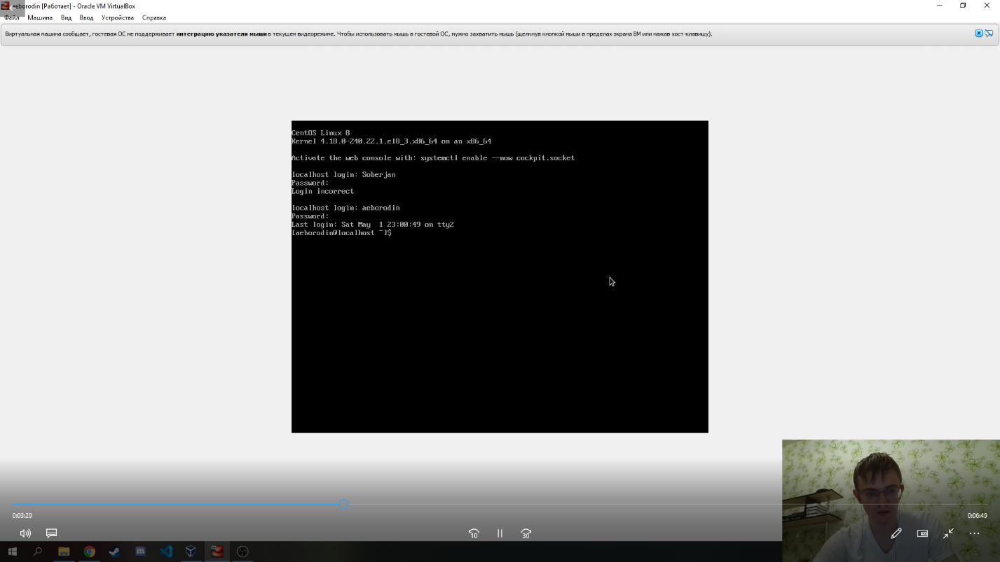 aeborodin [Работает] - Oracle VM VirtualBox
Файл Машина Вид Ввод Устройства Справка
Виртуальная машина сообщает, гостевая ОС не поддерживает интеграцию указателя мыши в текущем видеорежиме. Чтобы использовать мышь в гостевой ОС, нужно захватить мышь (щелкнув кнопкой мыши в пределах экрана ВМ или нажав хост-клавишу).
CentOS Linux 8
Kernel 4.18.0-240.22.1.el8_3.x86_64 on an x86_64
Activate the web console with: systemctl enable --now cockpit.socket
localhost login: Soberjan
Password:
Login incorrect
localhost login: aeborodin
Password:
Last login: Sat May  1 23:00:49 on tty2
[aeborodin@localhost ~]$
0:03:29
0:06:49
10
30